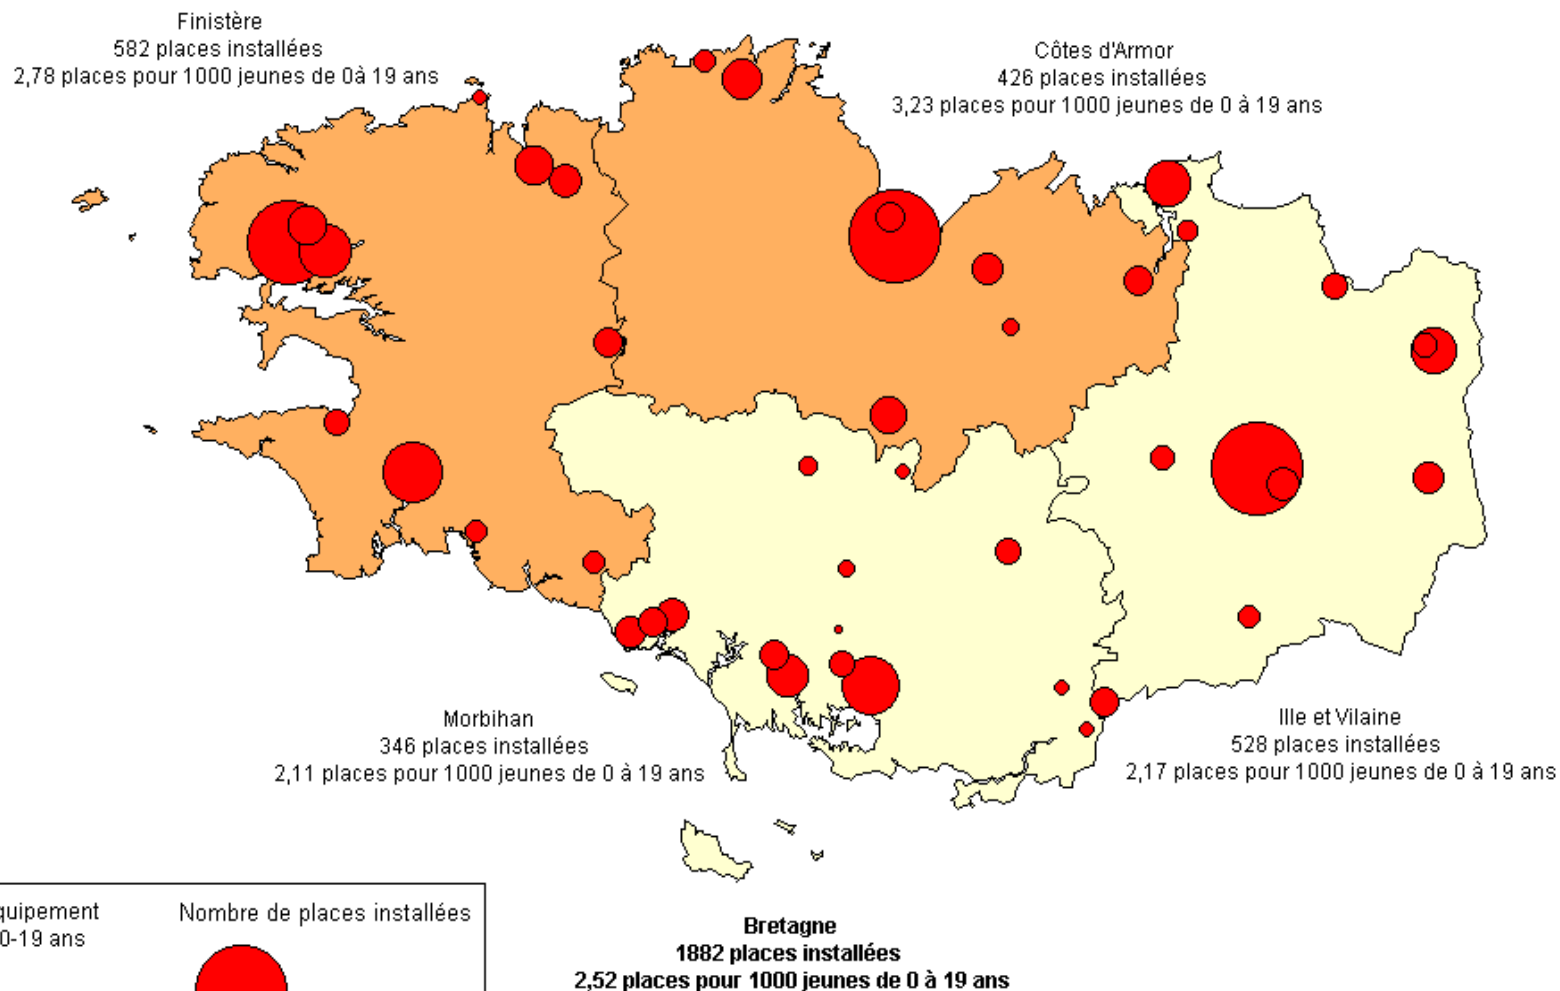 Finistère
582 places installées
2,78 places pour 1000 jeunes de 0à 19 ans
Côtes d'Armor
426 places installées
3,23 places pour 1000 jeunes de 0 à 19 ans
Morbihan
346 places installées
2,11 places pour 1000 jeunes de 0 à 19 ans
Ille et Vilaine
528 places installées
2,17 places pour 1000 jeunes de 0 à 19 ans
Bretagne
1882 places installées
2,52 places pour 1000 jeunes de 0 à 19 ans
quipement
0-19 ans
Nombre de places installées